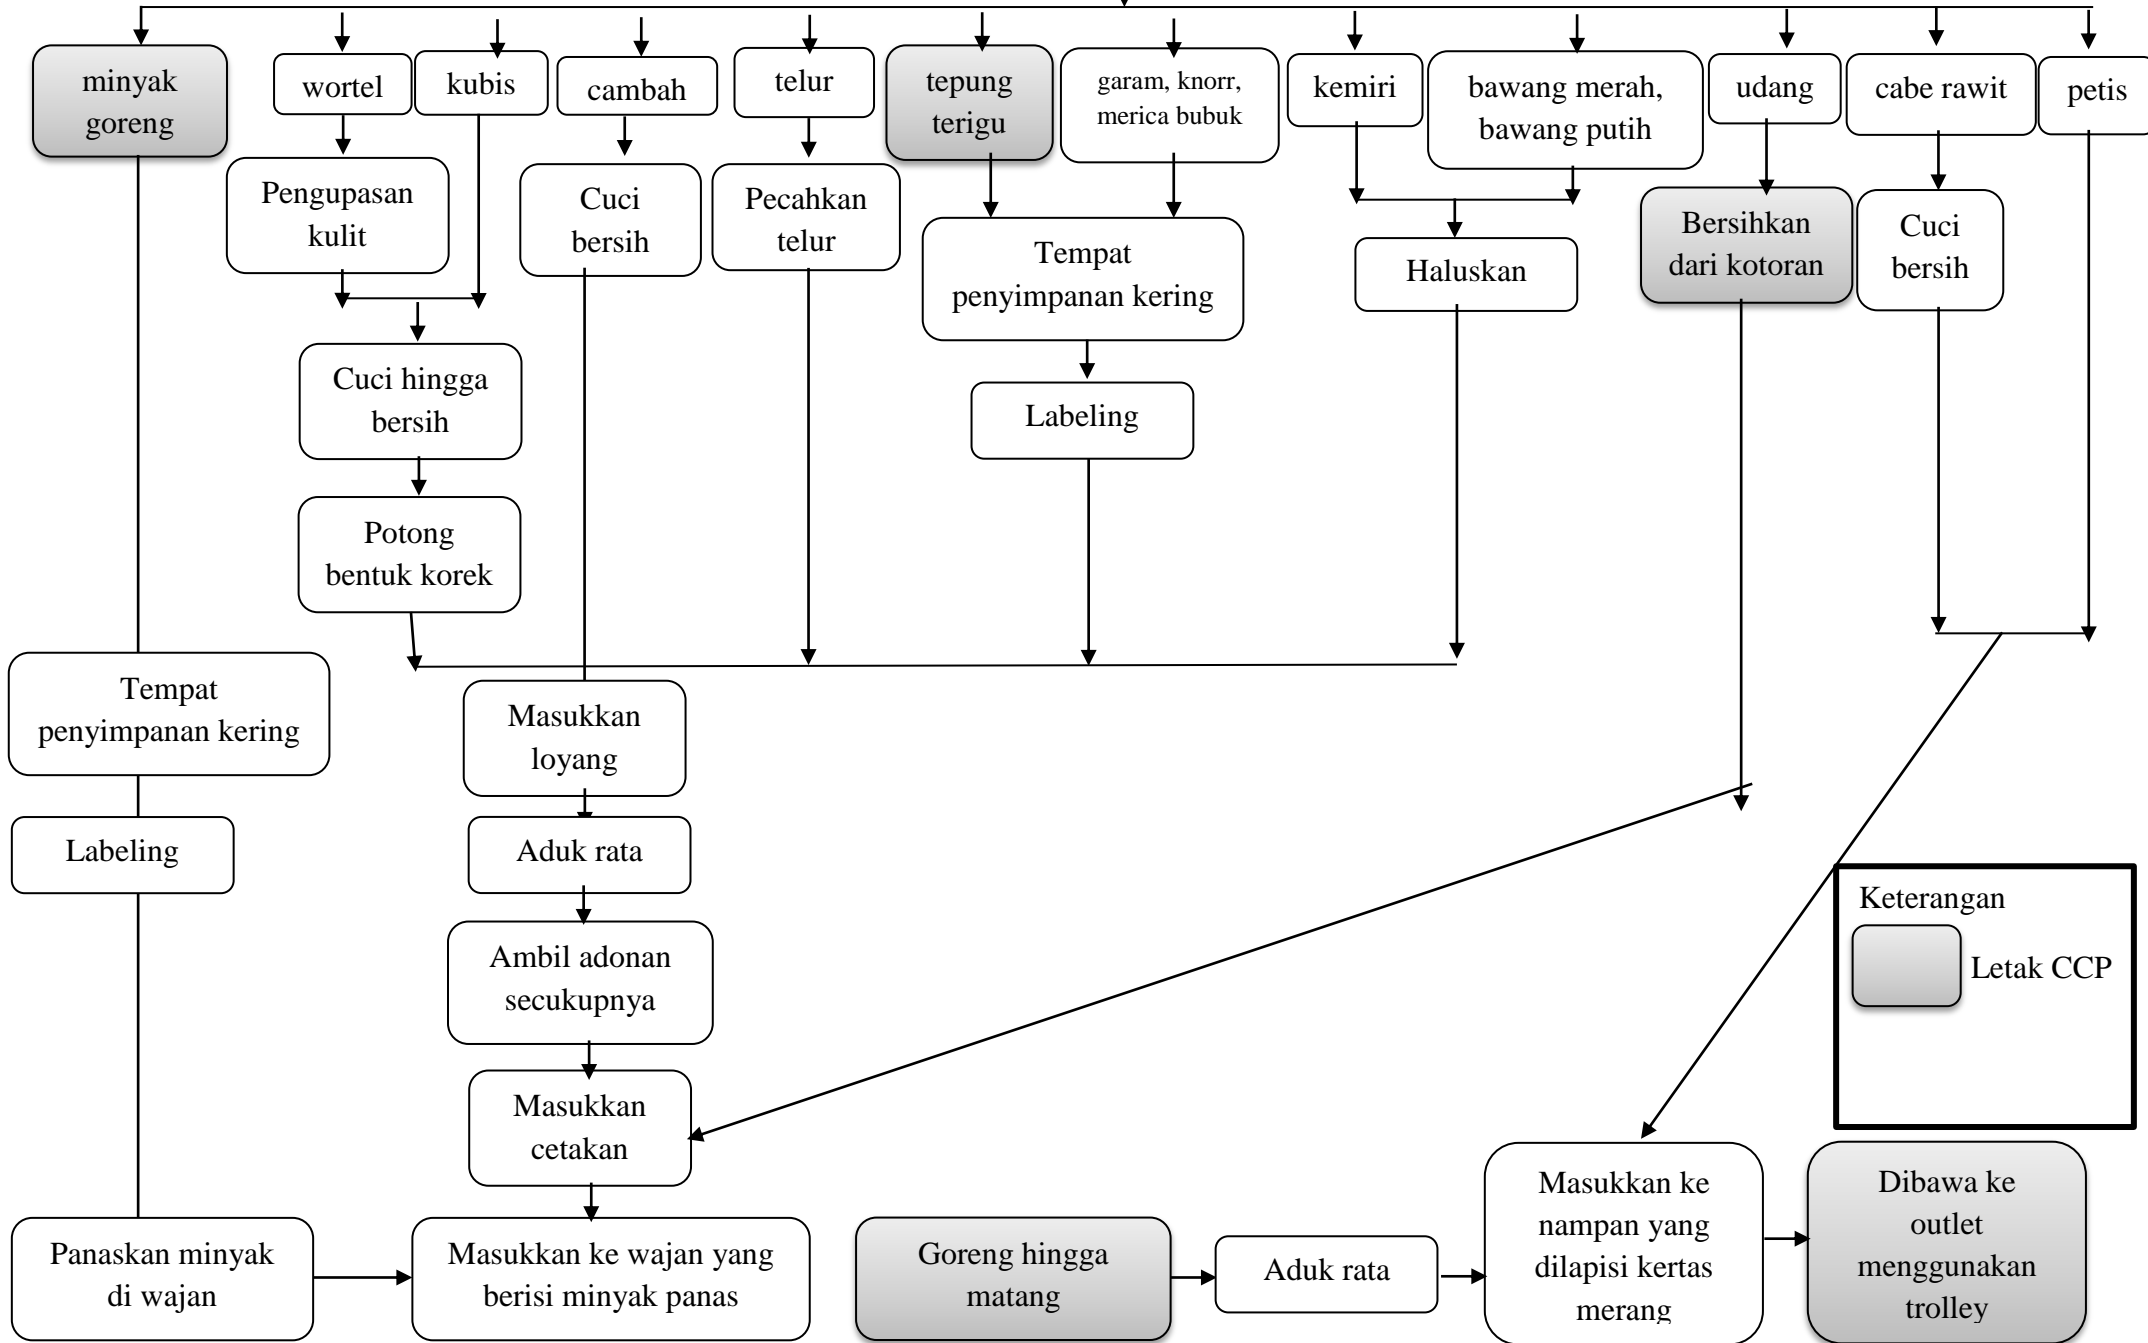 minyak
goreng
wortel
kubis
cambah
telur
tepung
terigu
garam, knorr,
merica bubuk
kemiri
bawang merah,
bawang putih
udang
cabe rawit
petis
Pengupasan
kulit
Cuci
bersih
Pecahkan
telur
Tempat
penyimpanan kering
Haluskan
Bersihkan
dari kotoran
Cuci
bersih
Cuci hingga
bersih
Labeling
Potong
bentuk korek
Tempat
penyimpanan kering
Masukkan
loyang
Labeling
Aduk rata
Keterangan
Letak CCP
Ambil adonan
secukupnya
Masukkan
cetakan
Panaskan minyak
di wajan
Masukkan ke wajan yang
berisi minyak panas
Goreng hingga
matang
Aduk rata
Masukkan ke
nampan yang
dilapisi kertas
merang
Dibawa ke
outlet
menggunakan
trolley